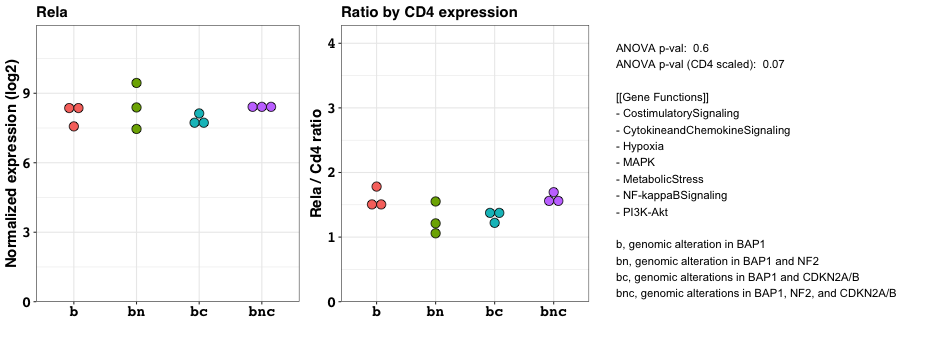 Rela
Normalized expression (log2)
9
6
3
0
b bn bc bnc
Ratio by CD4 expression
Rela / Cd4 ratio
4
3
2
1
0
b bn bc bnc
ANOVA p-val: 0.6
ANOVA p-val (CD4 scaled): 0.07
[[Gene Functions]]
- CostimulatorySignaling
- CytokineandChemokineSignaling
- Hypoxia
- MAPK
- MetabolicStress
- NF-kappaBSignaling
- PI3K-Akt
b, genomic alteration in BAP1
bn, genomic alteration in BAP1 and NF2
bc, genomic alterations in BAP1 and CDKN2A/B
bnc, genomic alterations in BAP1, NF2, and CDKN2A/B